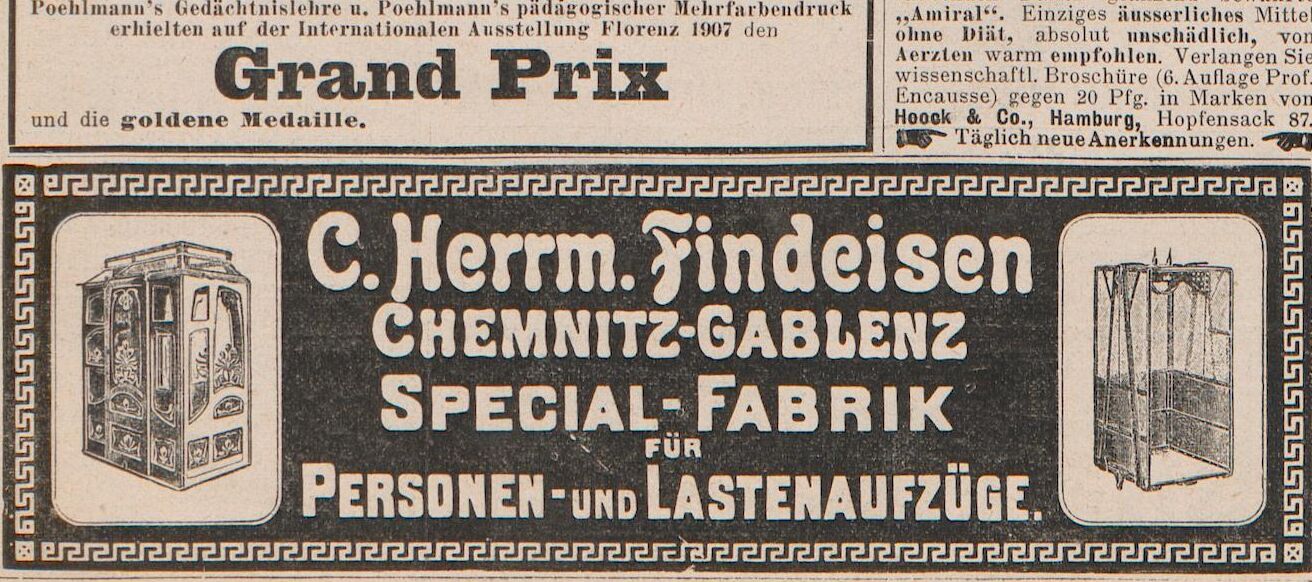 Poehlmann's Gedächtnislehre u. Poehlmann's pädagogischer Mehrfarbendruck
erhielten auf der Internationalen Ausstellung Florenz 1907 den
Grand Prix
und die goldene Medaille.
„Amiral“. Einziges äusserliches Mittel
ohne Diät, absolut unschädlich, von
Aerzten warm empfohlen. Verlangen Sie
wissenschaftl. Broschüre (6. Auflage Prof.
Encausse) gegen 20 Pfg. in Marken von
Hoock & Co., Hamburg, Hopfensack 87.
Täglich neue Anerkennungen.
C. Herrm. Findeisen
CHEMNITZ-GABLENZ
SPECIAL-FABRIK
FÜR
PERSONEN-UND LASTENAUFZÜGE.